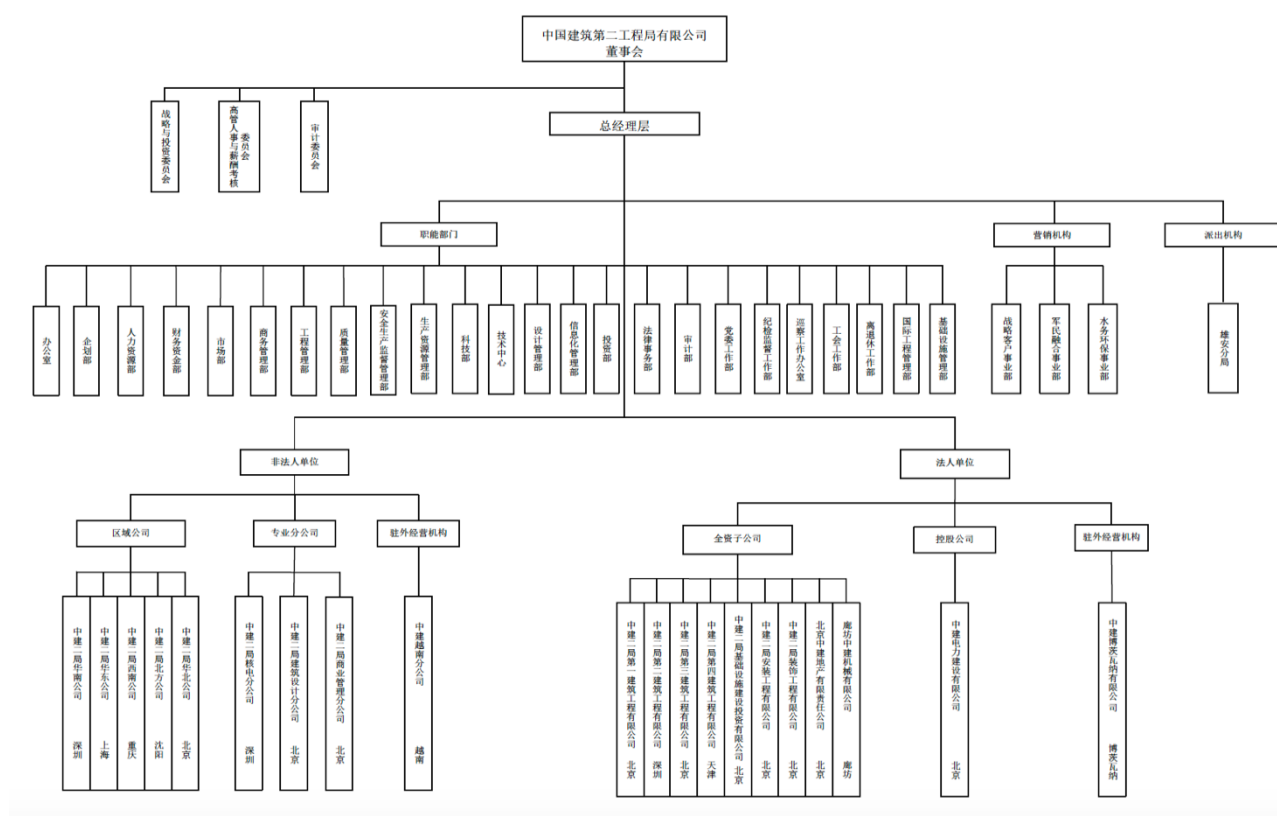 中国建筑第二工程局有限公司
董事会
战略与投资委员会
高管人事与薪酬考核
委员会
审计委员会
总经理层
职能部门
营销机构
派出机构
办公室
企划部
人力资源部
财务资金部
市场部
商务管理部
工程管理部
质量管理部
安全生产监督管理部
生产资源管理部
科技部
技术中心
设计管理部
信息化管理部
投资部
法律事务部
审计部
党委工作部
纪检监督工作部
巡察工作办公室
工会工作部
离退休工作部
国际工程管理部
基础设施管理部
战略客户事业部
军民融合事业部
水务环保事业部
雄安分局
非法人单位
法人单位
区域公司
专业分公司
驻外经营机构
全资子公司
控股公司
驻外经营机构
中建二局华南公司 深圳
中建二局华东公司 上海
中建二局西南公司 重庆
中建二局北方公司 沈阳
中建二局华北公司 北京
中建二局核电分公司 深圳
中建二局建筑设计分公司 北京
中建二局商业管理分公司 北京
中建越南分公司 越南
中建二局第一建筑工程有限公司 北京
中建二局第二建筑工程有限公司 深圳
中建二局第三建筑工程有限公司 北京
中建二局第四建筑工程有限公司 天津
中建二局基础设施建设投资有限公司 北京
中建二局安装工程有限公司 北京
中建二局装饰工程有限公司 北京
北京中建地产有限责任公司 北京
廊坊中建机械有限公司 廊坊
中建电力建设有限公司 北京
中建博茨瓦纳有限公司 博茨瓦纳